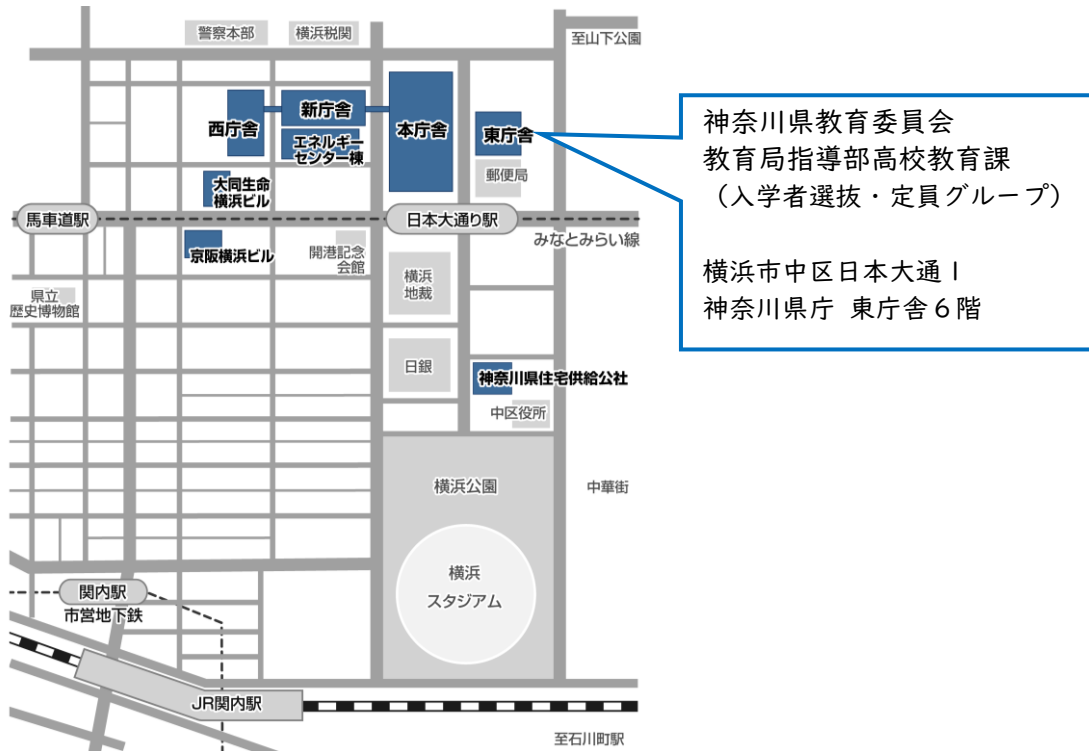 警察本部
横浜税関
至山下公園
西庁舎
新庁舎
エネルギー
センター棟
本庁舎
東庁舎
郵便局
神奈川県教育委員会
教育局指導部高校教育課
（入学者選抜・定員グループ）
横浜市中区日本大通１
神奈川県庁 東庁舎６階
大同生命
横浜ビル
馬車道駅
日本大通り駅
みなとみらい線
京阪横浜ビル
開港記念
会館
横浜
地裁
県立
歴史博物館
日銀
神奈川県住宅供給公社
中区役所
横浜公園
中華街
横浜
スタジアム
関内駅
市営地下鉄
JR関内駅
至石川町駅